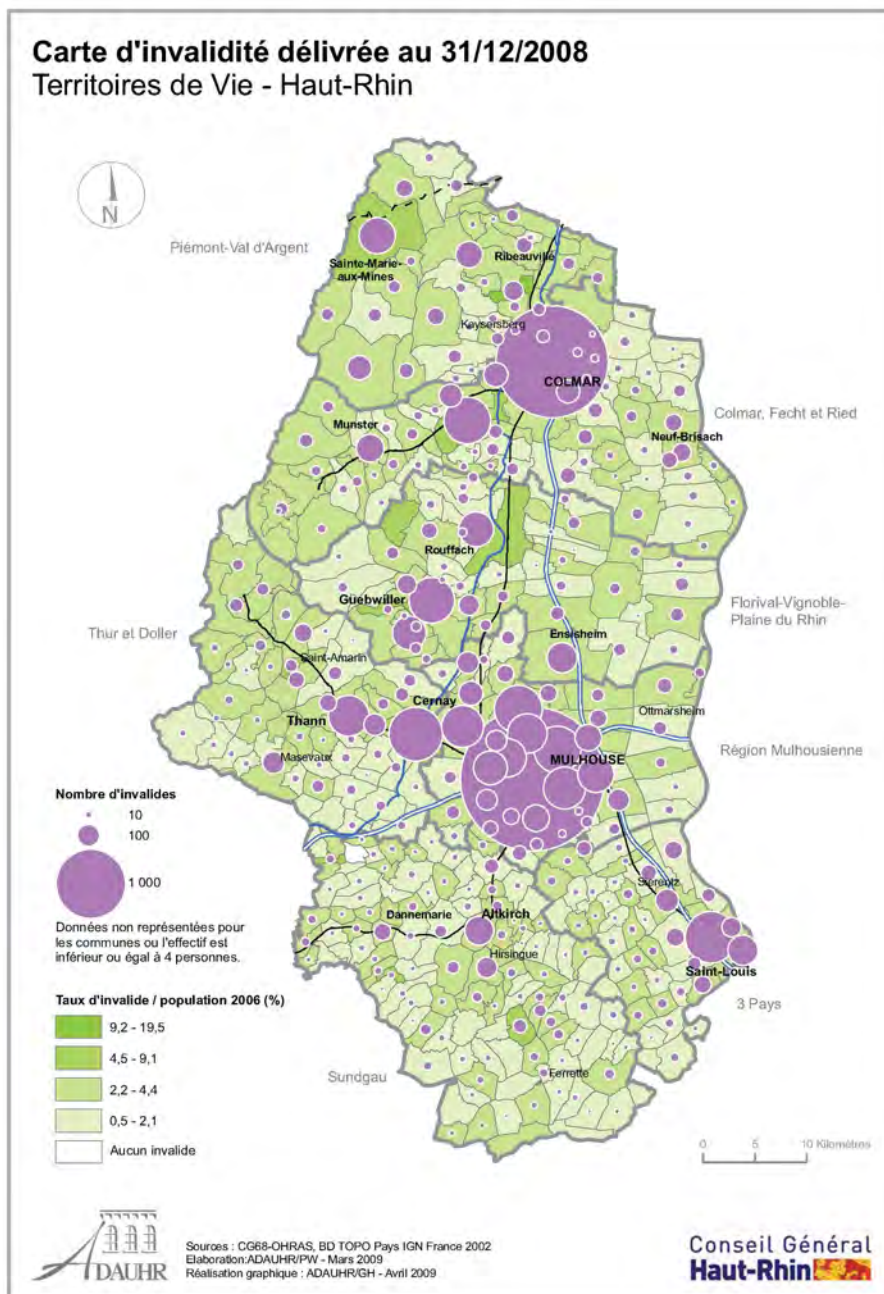 Carte d'invalidité délivrée au 31/12/2008
Territoires de Vie - Haut-Rhin
N
Piémont-Val d'Argent
Sainte-Marie-
aux-Mines
Ribeauvillé
Kaysersberg
COLMAR
Colmar, Fecht et Ried
Munster
Neuf-Brisach
Rouffach
Guebwiller
Florival-Vignoble-
Plaine du Rhin
Thur et Doller
Ensisheim
Saint-Amarin
Cernay
Ottmarsheim
Thann
MULHOUSE
Région Mulhousienne
Masevaux
Nombre d'invalides
10
100
1 000
Données non représentées pour
les communes ou l'effectif est
inférieur ou égal à 4 personnes.
Sierentz
Dannemarie
Altkirch
Hirsingue
Saint-Louis
3 Pays
Taux d'invalide / population 2006 (%)
9,2 - 19,5
4,5 - 9,1
2,2 - 4,4
0,5 - 2,1
Aucun invalide
Sundgau
Ferrette
0 5 10 Kilomètres
ADAUHR
Sources : CG68-OHRAS, BD TOPO Pays IGN France 2002
Elaboration:ADAUHR/PW - Mars 2009
Réalisation graphique : ADAUHR/GH - Avril 2009
Conseil Général
Haut-Rhin